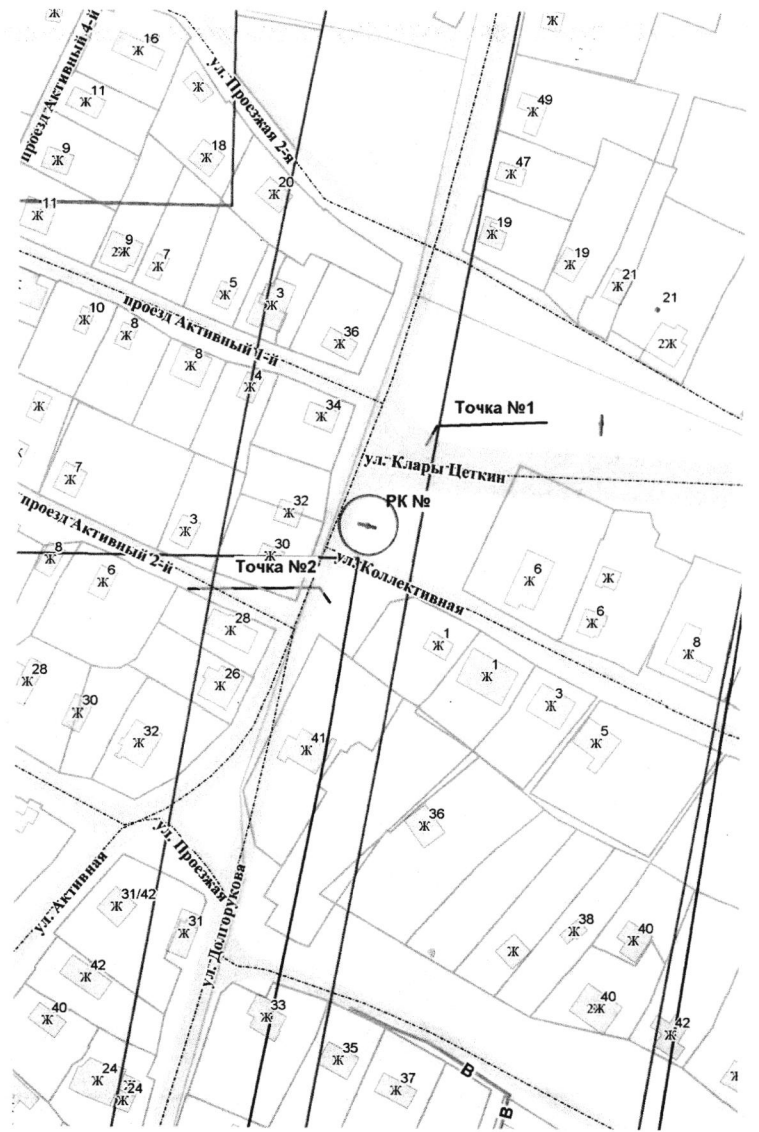 Ж
проезд Активный 4-й
16
Ж
ул. Проезжая 2-я
Ж
11
Ж
Ж
49
Ж
9
Ж
18
Ж
47
Ж
20
Ж
11
Ж
19
Ж
9
2Ж
7
Ж
19
Ж
5
Ж
3
Ж
21
Ж
21
проезд Активный 1-й
10
Ж
8
Ж
36
Ж
2Ж
8
Ж
4
Ж
Ж
34
Ж
Точка №1
ул. Клары Цеткин
7
Ж
32
Ж
РК №
проезд Активный 2-й
3
Ж
30
Ж
8
Ж
Точка №2
ул. Коллективная
6
Ж
6
Ж
Ж
6
Ж
28
Ж
1
Ж
8
Ж
28
Ж
26
Ж
1
Ж
30
Ж
3
Ж
32
Ж
41
Ж
5
Ж
36
Ж
ул. Проезжая
ул. Активная
ул. Долгорукова
31/42
Ж
31
Ж
38
Ж
40
Ж
Ж
42
Ж
40
Ж
33
Ж
40
2Ж
42
Ж
35
Ж
37
Ж
24
Ж
24
Ж
В
В